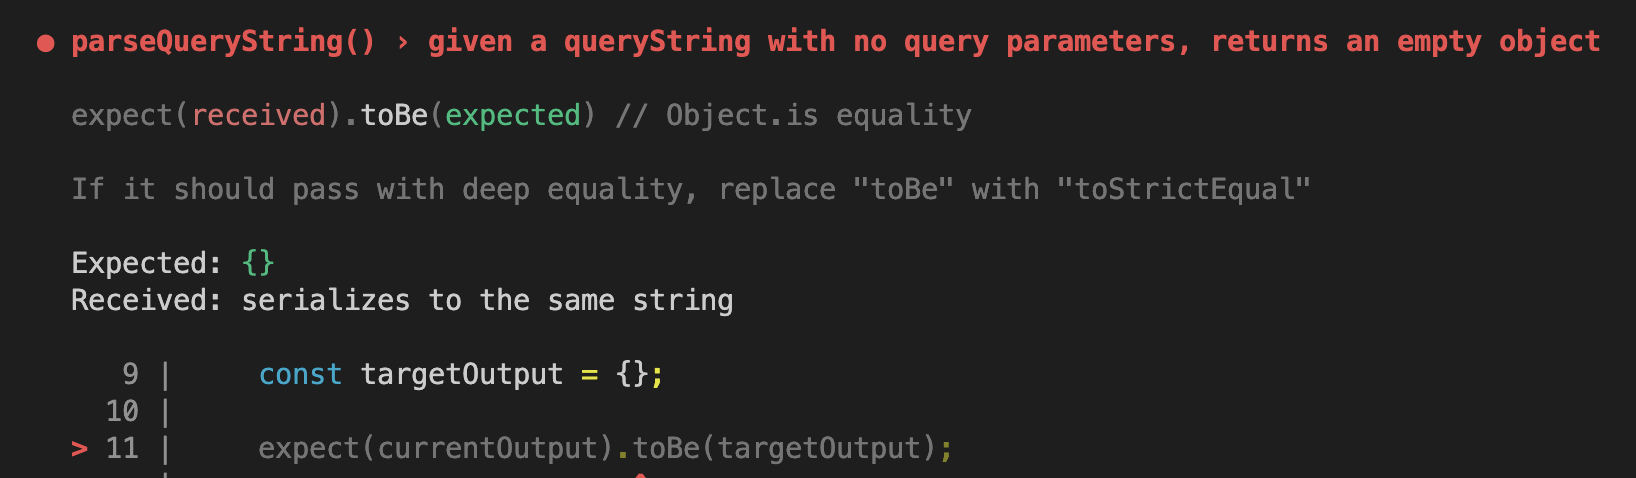 ● parseQueryString() › given a queryString with no query parameters, returns an empty object
expect(received).toBe(expected) // Object.is equality
If it should pass with deep equality, replace "toBe" with "toStrictEqual"
Expected: {}
Received: serializes to the same string
9 | const targetOutput = {};
10 |
> 11 | expect(currentOutput).toBe(targetOutput);